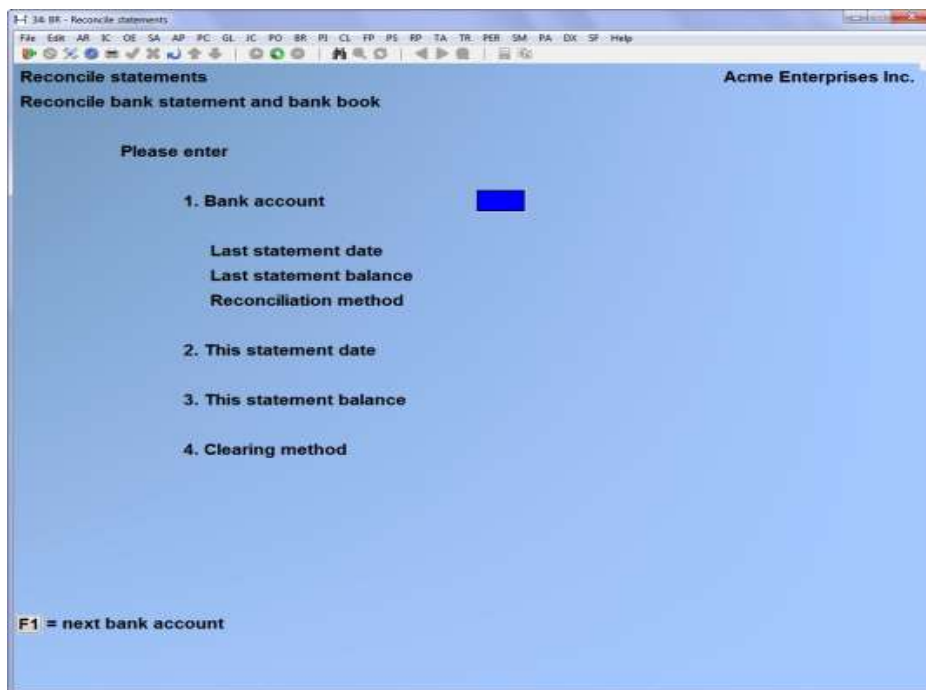 34: BR - Reconcile statements
File Edit AR IC OE SA AP PC GL JC PO BR PJ CL FP PS RP TA TR PER SM PA DX SF Help
Reconcile statements Acme Enterprises Inc.
Reconcile bank statement and bank book
Please enter
1. Bank account
Last statement date
Last statement balance
Reconciliation method
2. This statement date
3. This statement balance
4. Clearing method
F1 = next bank account